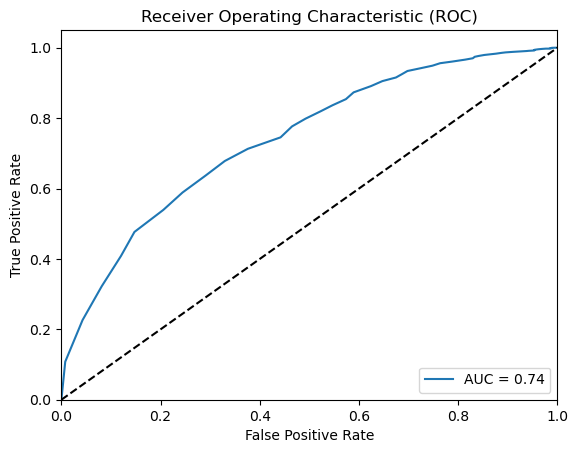 Receiver Operating Characteristic (ROC)
1.0
0.8
0.6
0.4
0.2
0.0
True Positive Rate
AUC = 0.74
0.0 0.2 0.4 0.6 0.8 1.0
False Positive Rate